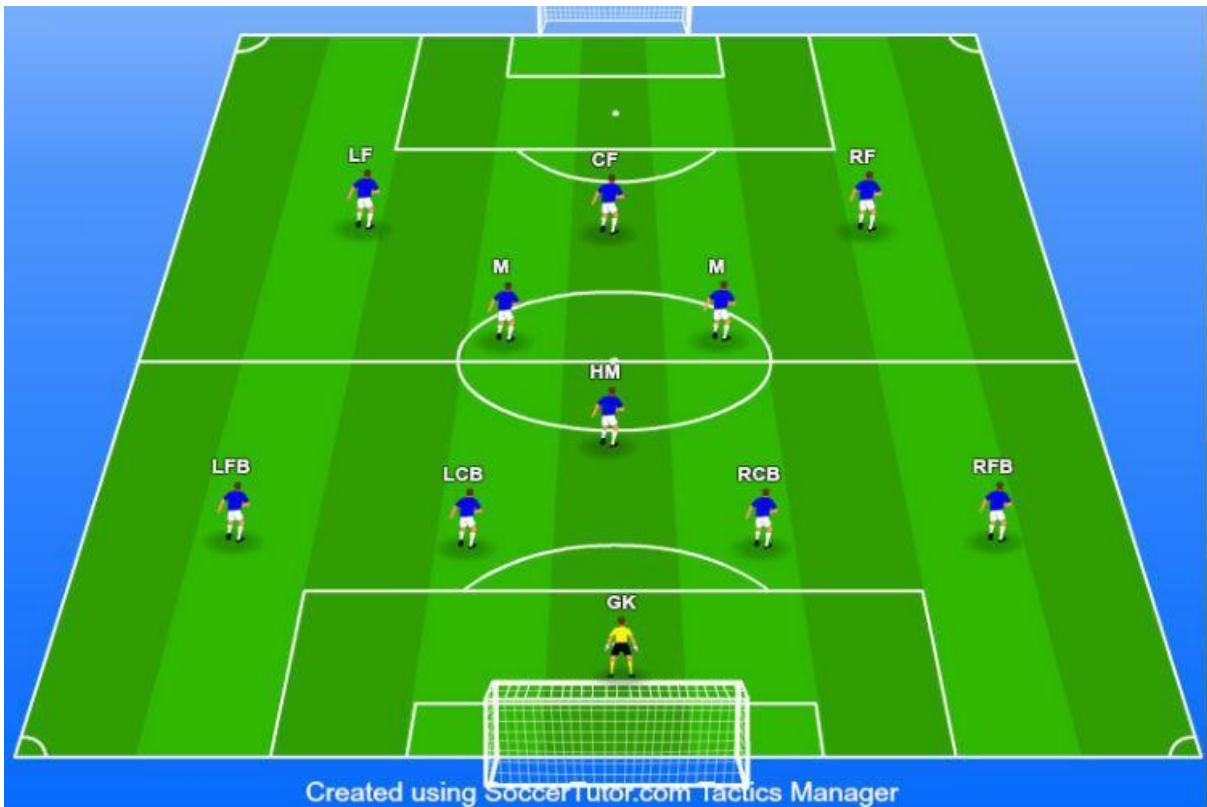 LF CF RF
M M
HM
LFB LCB RCB RFB
GK
Created using SoccerTutor.com Tactics Manager